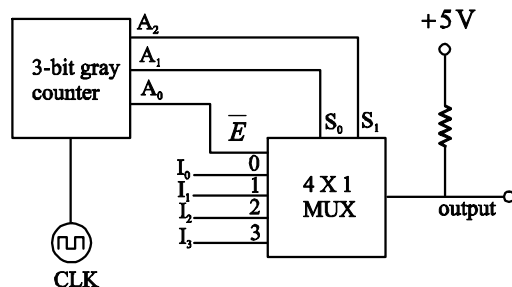 A₂
+5V
3-bit gray
counter
A₁
A₀
E̅
S₀
S₁
I₀ 0
I₁ 1
I₂ 2
I₃ 3
4 X 1
MUX
output
CLK